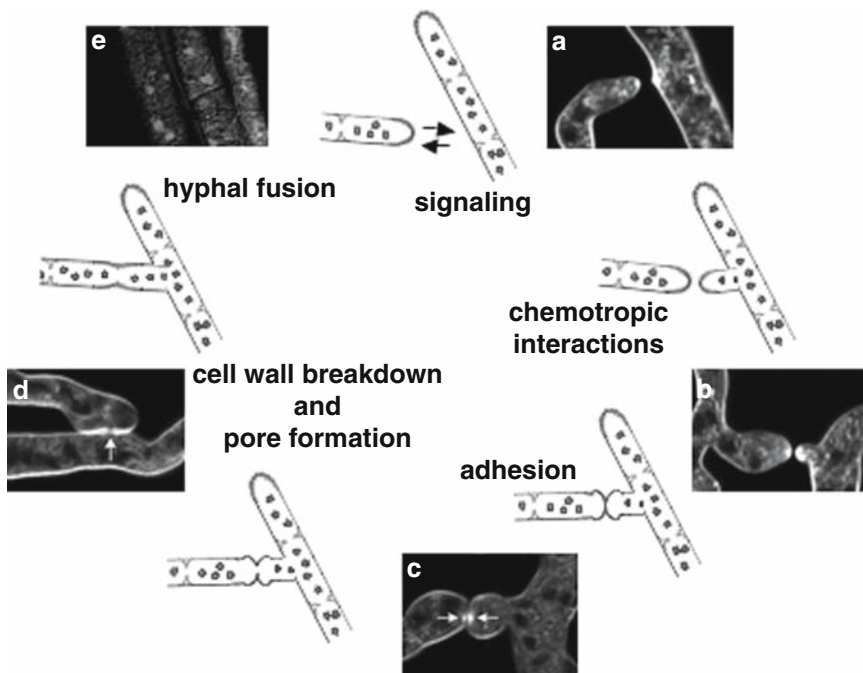 e
a
hyphal fusion
signaling
chemotropic
interactions
d
cell wall breakdown
and
pore formation
b
adhesion
c